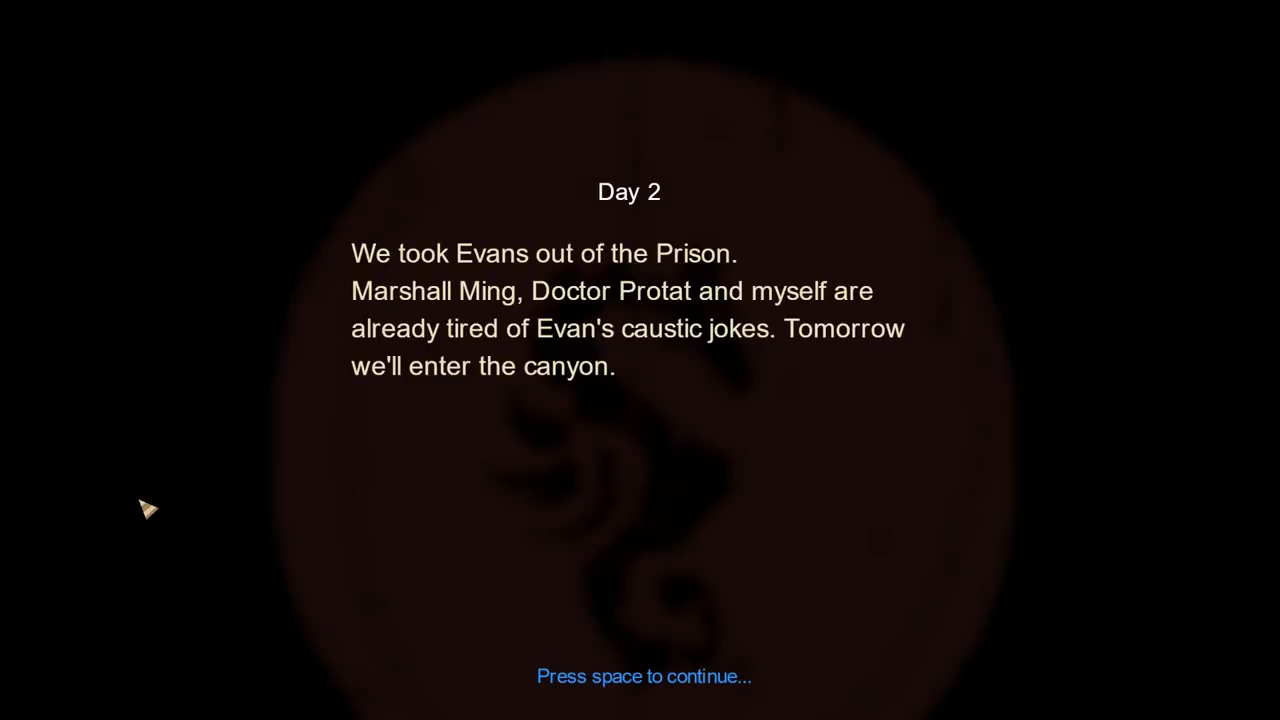 Day 2
We took Evans out of the Prison.
Marshall Ming, Doctor Protat and myself are
already tired of Evan's caustic jokes. Tomorrow
we'll enter the canyon.
Press space to continue...